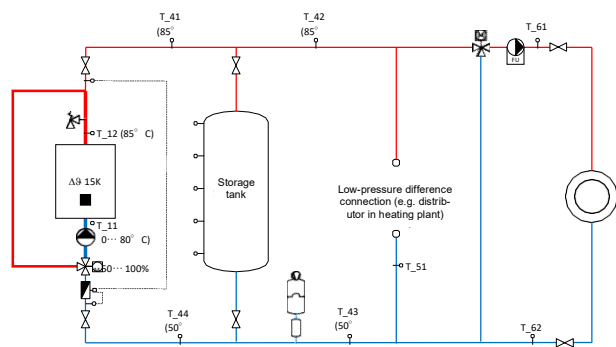 T_41
(85°
T_42
(85°
T_61
FU
T_12 (85° C)
Δϑ 15K
Storage
tank
Low-pressure difference
connection (e.g. distrib-
utor in heating plant)
T_11
0··· 80° C)
60··· 100%
T_51
T_44
(50°
T_43
(50°
T_62